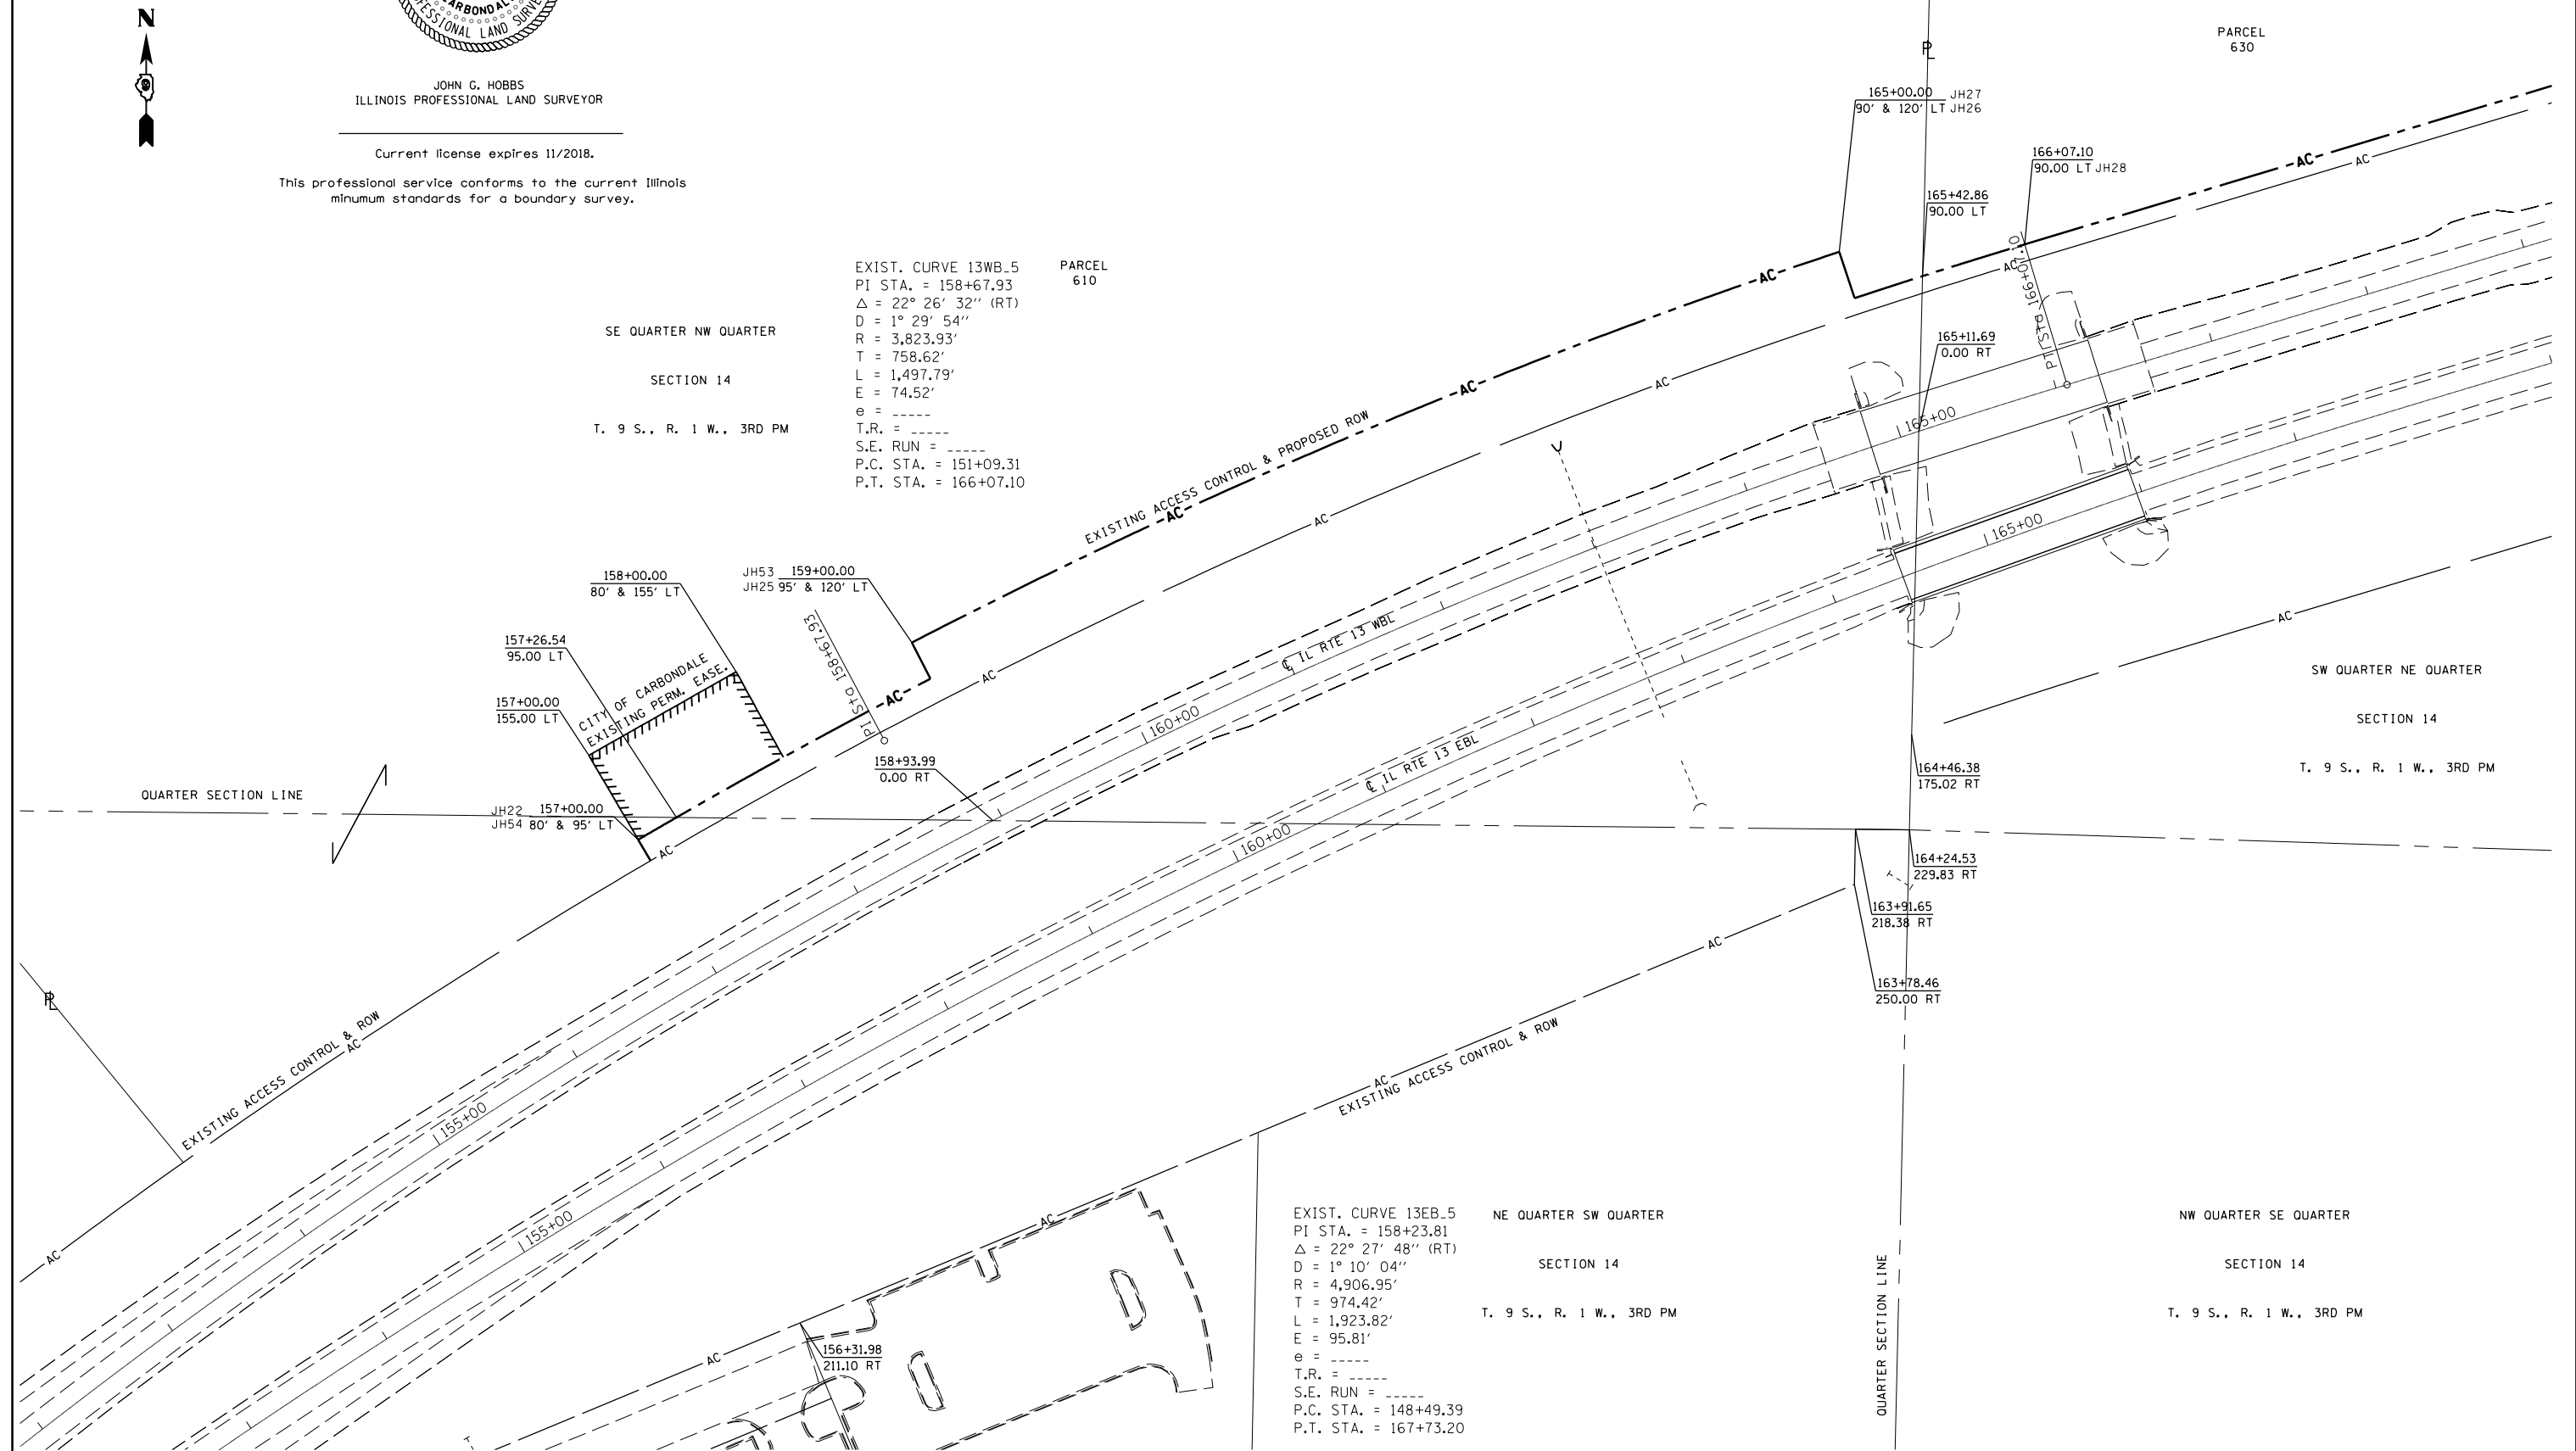 N
CARBONDALE
PROFESSIONAL LAND SURVEYOR
JOHN G. HOBBS
ILLINOIS PROFESSIONAL LAND SURVEYOR
Current license expires 11/2018.
This professional service conforms to the current Illinois
minumum standards for a boundary survey.
PARCEL
630
PL
165+00.00 JH27
90' & 120' LT JH26
166+07.10
90.00 LT JH28
165+42.86
90.00 LT
AC
AC
AC
PT Sta 166+07.10
EXIST. CURVE 13WB_5
PI STA. = 158+67.93
Δ = 22° 26' 32'' (RT)
D = 1° 29' 54''
R = 3,823.93'
T = 758.62'
L = 1,497.79'
E = 74.52'
e = _____
T.R. = _____
S.E. RUN = _____
P.C. STA. = 151+09.31
P.T. STA. = 166+07.10
PARCEL
610
SE QUARTER NW QUARTER
SECTION 14
T. 9 S., R. 1 W., 3RD PM
AC
AC
AC
165+11.69
0.00 RT
165+00
165+00
EXISTING ACCESS CONTROL & PROPOSED ROW
AC
AC
158+00.00
80' & 155' LT
JH53 159+00.00
JH25 95' & 120' LT
PI Sta 158+67.93
157+26.54
95.00 LT
157+00.00
155.00 LT
CITY OF CARBONDALE
EXISTING PERM. EASE.
AC
AC
℄ IL RTE 13 WBL
160+00
AC
SW QUARTER NE QUARTER
SECTION 14
T. 9 S., R. 1 W., 3RD PM
158+93.99
0.00 RT
℄ IL RTE 13 EBL
160+00
164+46.38
175.02 RT
QUARTER SECTION LINE
JH22 157+00.00
JH54 80' & 95' LT
AC
164+24.53
229.83 RT
163+91.65
218.38 RT
163+78.46
250.00 RT
AC
PL
EXISTING ACCESS CONTROL & ROW
AC
AC
EXISTING ACCESS CONTROL & ROW
155+00
155+00
AC
AC
AC
156+31.98
211.10 RT
EXIST. CURVE 13EB_5
PI STA. = 158+23.81
Δ = 22° 27' 48'' (RT)
D = 1° 10' 04''
R = 4,906.95'
T = 974.42'
L = 1,923.82'
E = 95.81'
e = _____
T.R. = _____
S.E. RUN = _____
P.C. STA. = 148+49.39
P.T. STA. = 167+73.20
NE QUARTER SW QUARTER
SECTION 14
T. 9 S., R. 1 W., 3RD PM
QUARTER SECTION LINE
NW QUARTER SE QUARTER
SECTION 14
T. 9 S., R. 1 W., 3RD PM